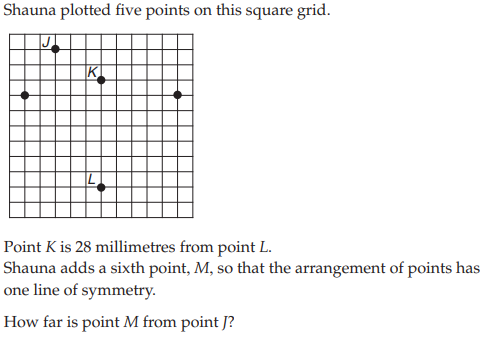 Shauna plotted five points on this square grid.
J
K
L
Point K is 28 millimetres from point L.
Shauna adds a sixth point, M, so that the arrangement of points has
one line of symmetry.
How far is point M from point J?